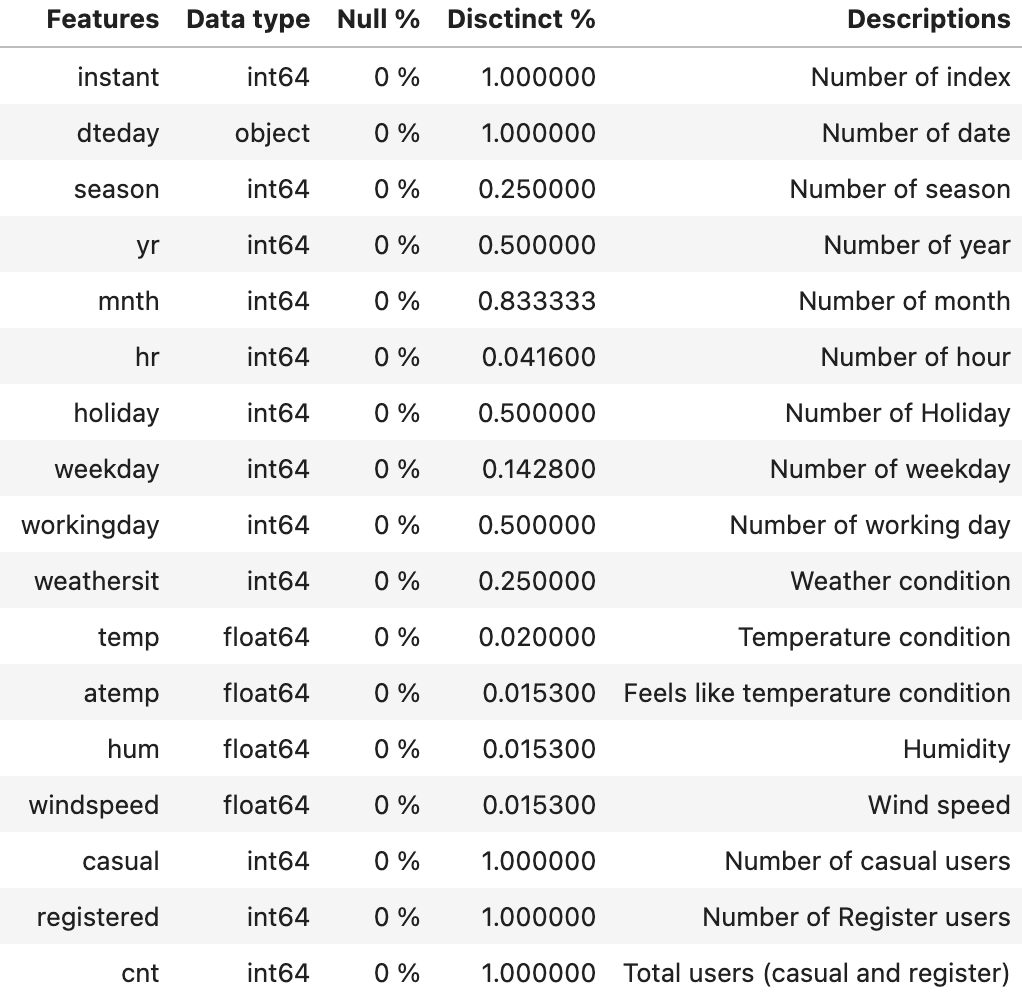 Features Data type Null % Disctinct % Descriptions
instant int64 0 % 1.000000 Number of index
dteday object 0 % 1.000000 Number of date
season int64 0 % 0.250000 Number of season
yr int64 0 % 0.500000 Number of year
mnth int64 0 % 0.833333 Number of month
hr int64 0 % 0.041600 Number of hour
holiday int64 0 % 0.500000 Number of Holiday
weekday int64 0 % 0.142800 Number of weekday
workingday int64 0 % 0.500000 Number of working day
weathersit int64 0 % 0.250000 Weather condition
temp float64 0 % 0.020000 Temperature condition
atemp float64 0 % 0.015300 Feels like temperature condition
hum float64 0 % 0.015300 Humidity
windspeed float64 0 % 0.015300 Wind speed
casual int64 0 % 1.000000 Number of casual users
registered int64 0 % 1.000000 Number of Register users
cnt int64 0 % 1.000000 Total users (casual and register)